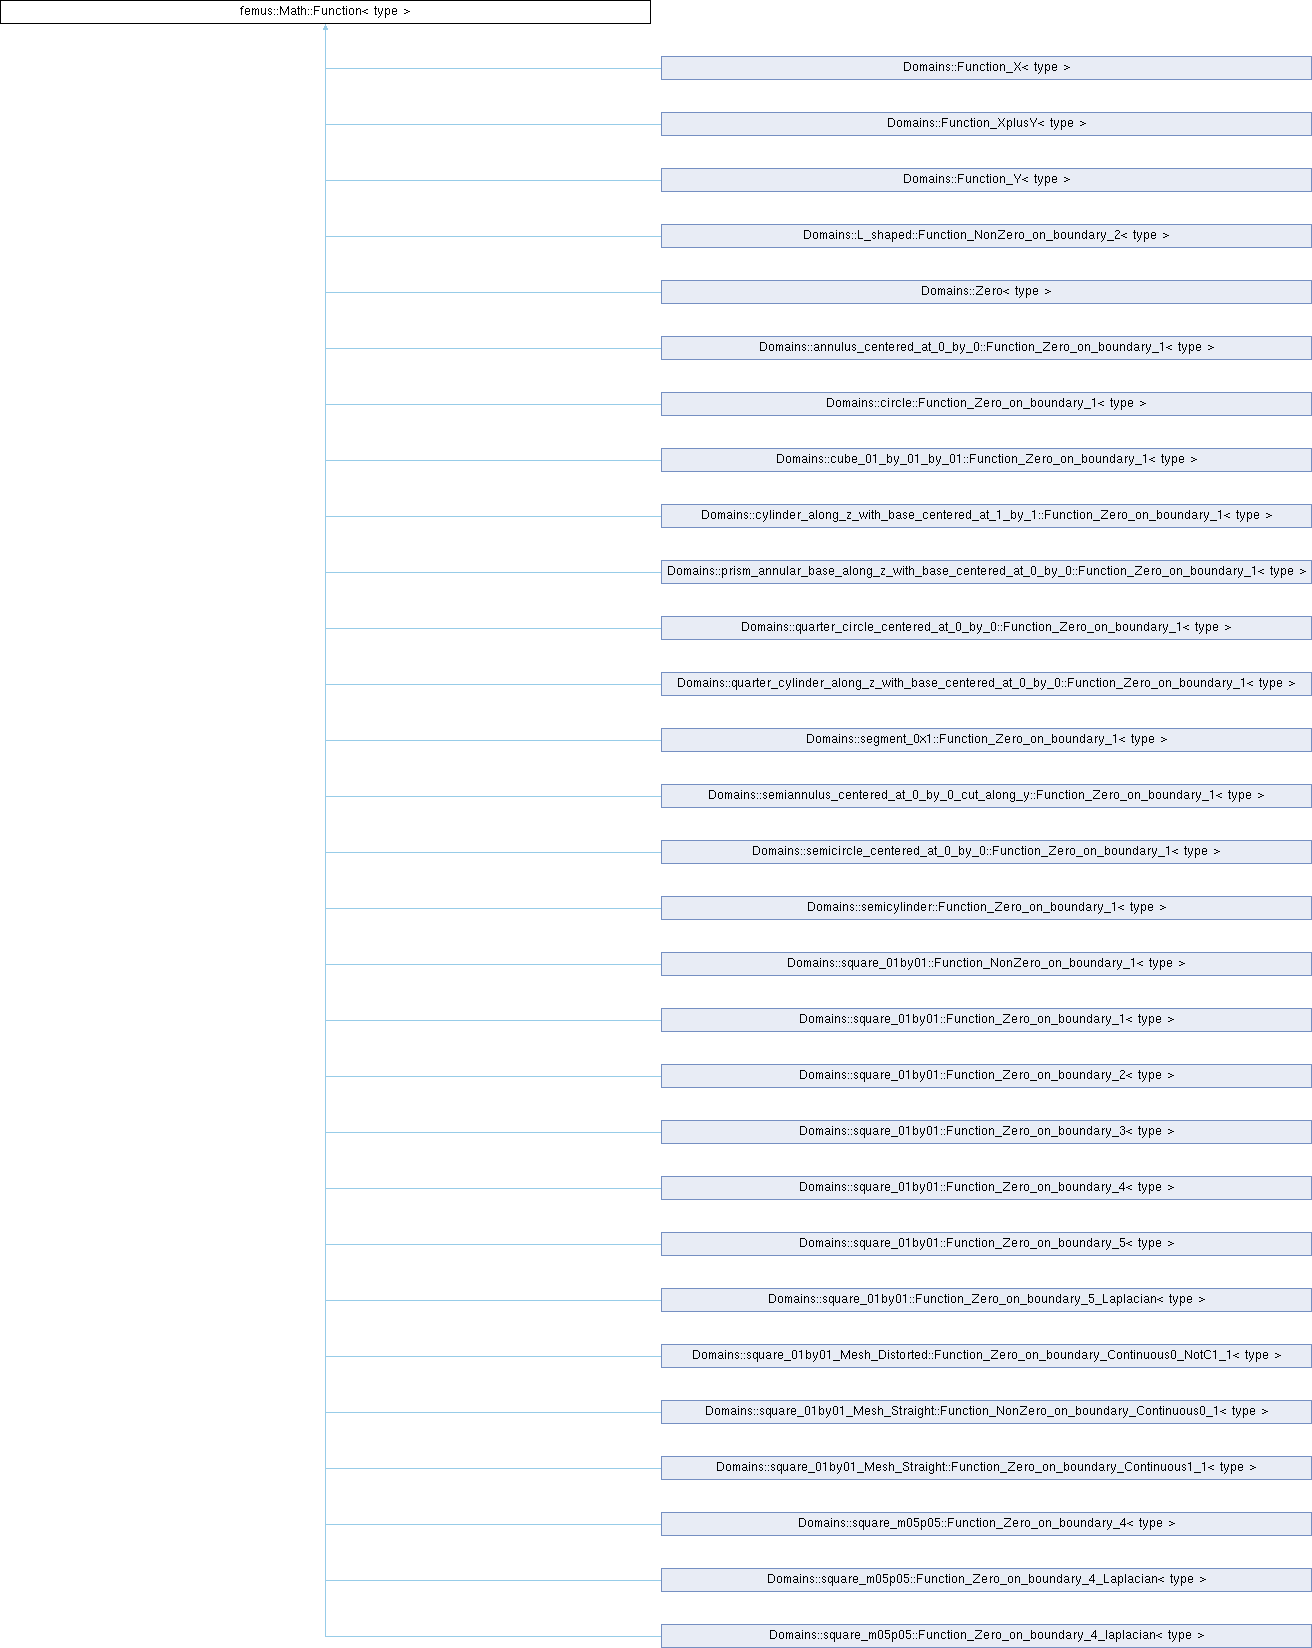 femus::Math::Function< type >
Domains::Function_X< type >
Domains::Function_XplusY< type >
Domains::Function_Y< type >
Domains::L_shaped::Function_NonZero_on_boundary_2< type >
Domains::Zero< type >
Domains::annulus_centered_at_0_by_0::Function_Zero_on_boundary_1< type >
Domains::circle::Function_Zero_on_boundary_1< type >
Domains::cube_01_by_01_by_01::Function_Zero_on_boundary_1< type >
Domains::cylinder_along_z_with_base_centered_at_1_by_1::Function_Zero_on_boundary_1< type >
Domains::prism_annular_base_along_z_with_base_centered_at_0_by_0::Function_Zero_on_boundary_1< type >
Domains::quarter_circle_centered_at_0_by_0::Function_Zero_on_boundary_1< type >
Domains::quarter_cylinder_along_z_with_base_centered_at_0_by_0::Function_Zero_on_boundary_1< type >
Domains::segment_0x1::Function_Zero_on_boundary_1< type >
Domains::semiannulus_centered_at_0_by_0_cut_along_y::Function_Zero_on_boundary_1< type >
Domains::semicircle_centered_at_0_by_0::Function_Zero_on_boundary_1< type >
Domains::semicylinder::Function_Zero_on_boundary_1< type >
Domains::square_01by01::Function_NonZero_on_boundary_1< type >
Domains::square_01by01::Function_Zero_on_boundary_1< type >
Domains::square_01by01::Function_Zero_on_boundary_2< type >
Domains::square_01by01::Function_Zero_on_boundary_3< type >
Domains::square_01by01::Function_Zero_on_boundary_4< type >
Domains::square_01by01::Function_Zero_on_boundary_5< type >
Domains::square_01by01::Function_Zero_on_boundary_5_Laplacian< type >
Domains::square_01by01_Mesh_Distorted::Function_Zero_on_boundary_Continuous0_NotC1_1< type >
Domains::square_01by01_Mesh_Straight::Function_NonZero_on_boundary_Continuous0_1< type >
Domains::square_01by01_Mesh_Straight::Function_Zero_on_boundary_Continuous1_1< type >
Domains::square_m05p05::Function_Zero_on_boundary_4< type >
Domains::square_m05p05::Function_Zero_on_boundary_4_Laplacian< type >
Domains::square_m05p05::Function_Zero_on_boundary_4_laplacian< type >